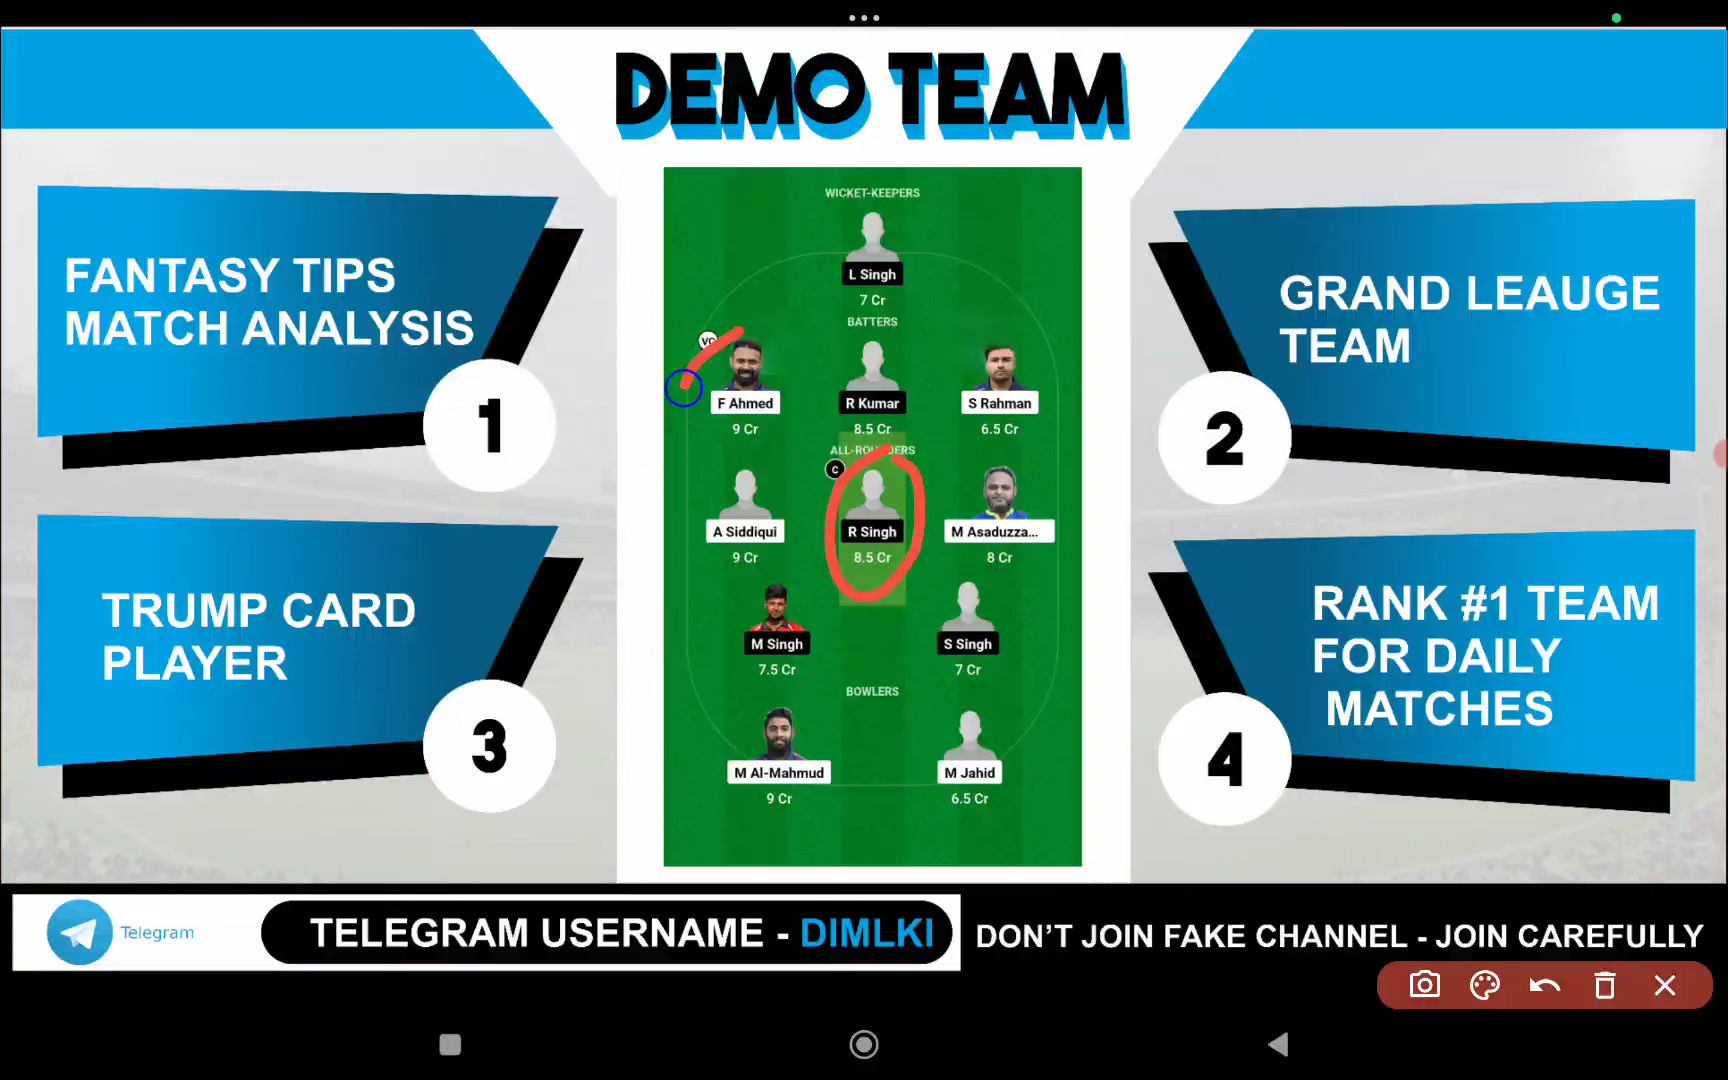 DEMO TEAM
FANTASY TIPS
MATCH ANALYSIS
1
GRAND LEAUGE
TEAM
2
TRUMP CARD
PLAYER
3
RANK #1 TEAM
FOR DAILY
MATCHES
4
WICKET-KEEPERS
L Singh
7 Cr
BATTERS
VC
F Ahmed
9 Cr
R Kumar
8.5 Cr
S Rahman
6.5 Cr
ALL-ROUNDERS
A Siddiqui
9 Cr
C
R Singh
8.5 Cr
M Asaduzza...
8 Cr
M Singh
7.5 Cr
S Singh
7 Cr
BOWLERS
M Al-Mahmud
9 Cr
M Jahid
6.5 Cr
Telegram
TELEGRAM USERNAME - DIMLKI
DON'T JOIN FAKE CHANNEL - JOIN CAREFULLY